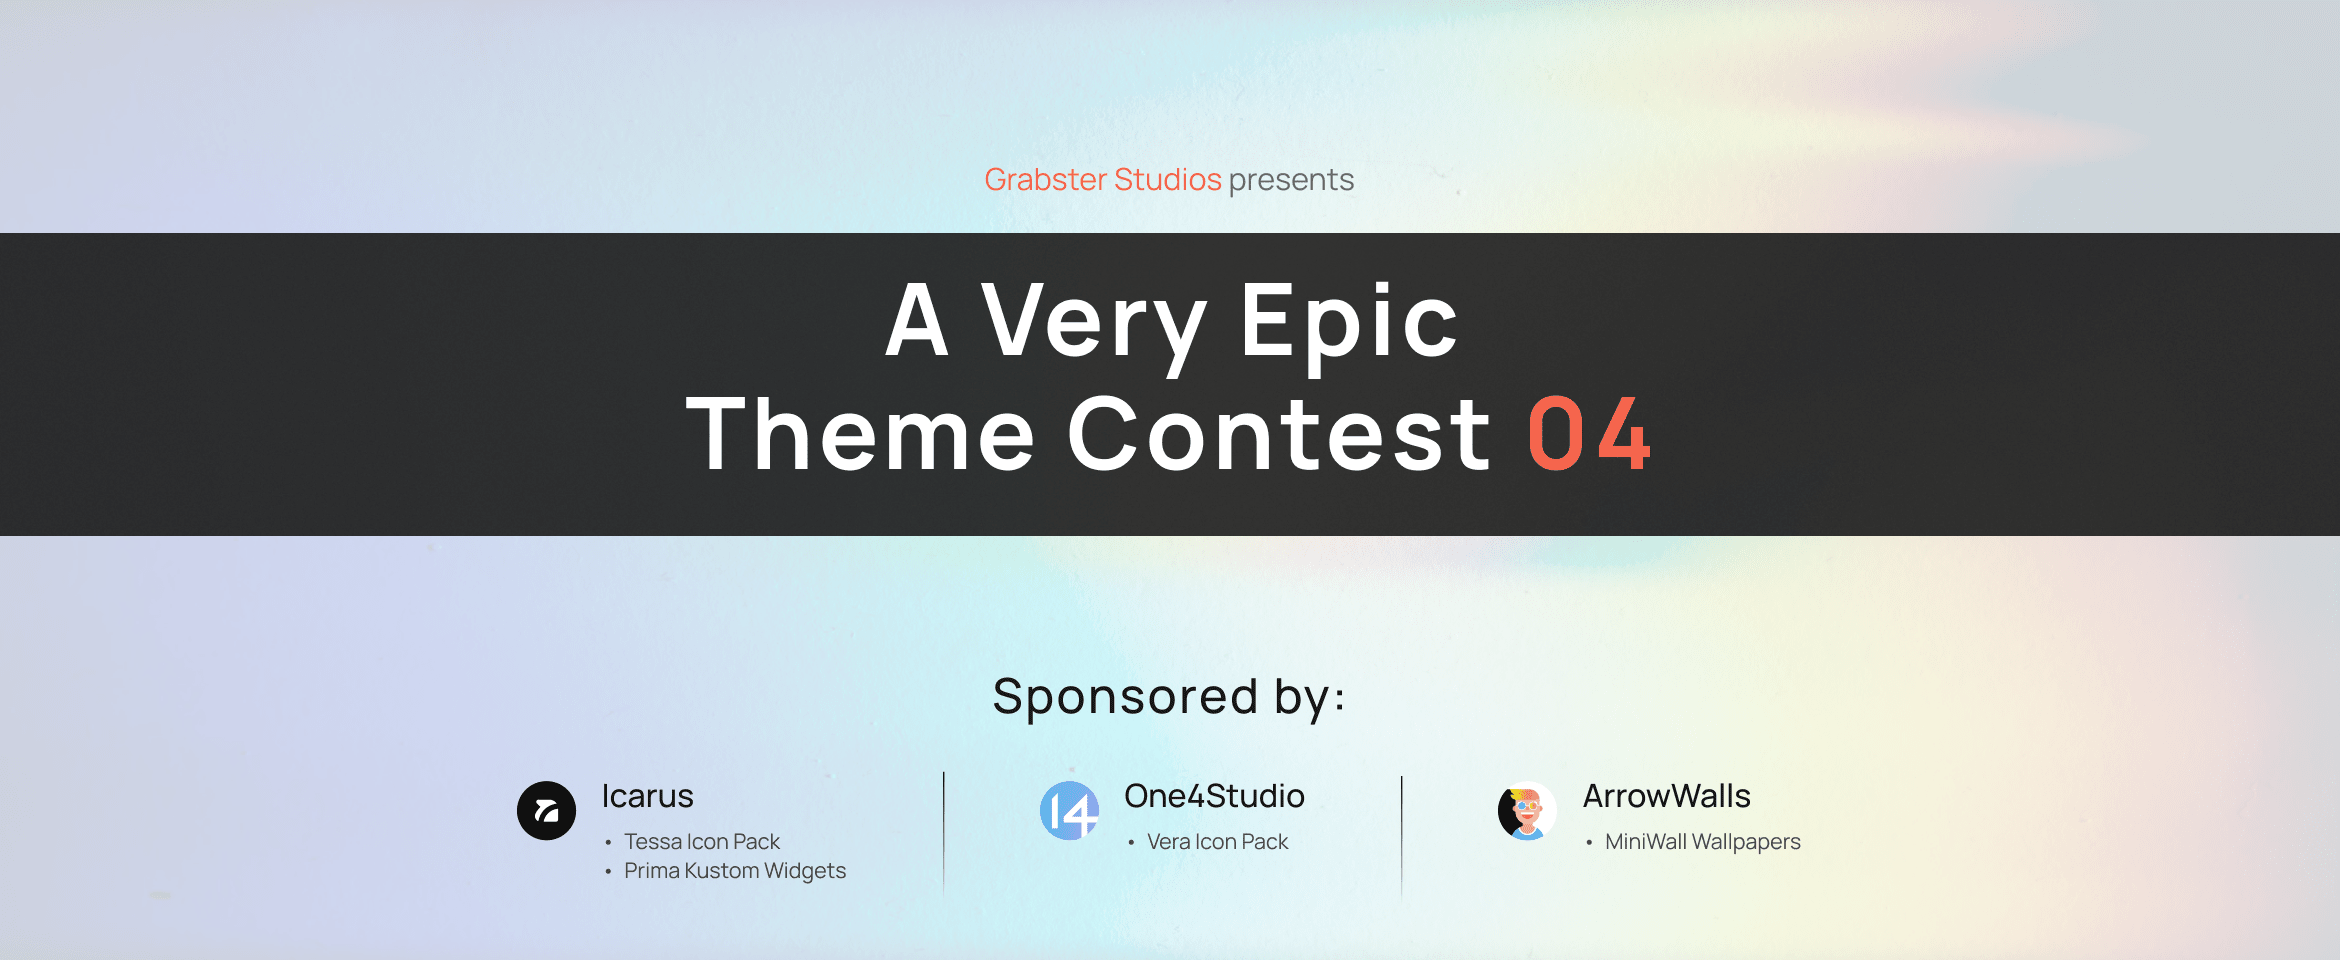 Grabster Studios presents
A Very Epic
Theme Contest 04
Sponsored by:
Icarus
• Tessa Icon Pack
• Prima Kustom Widgets
14
One4Studio
• Vera Icon Pack
ArrowWalls
• MiniWall Wallpapers